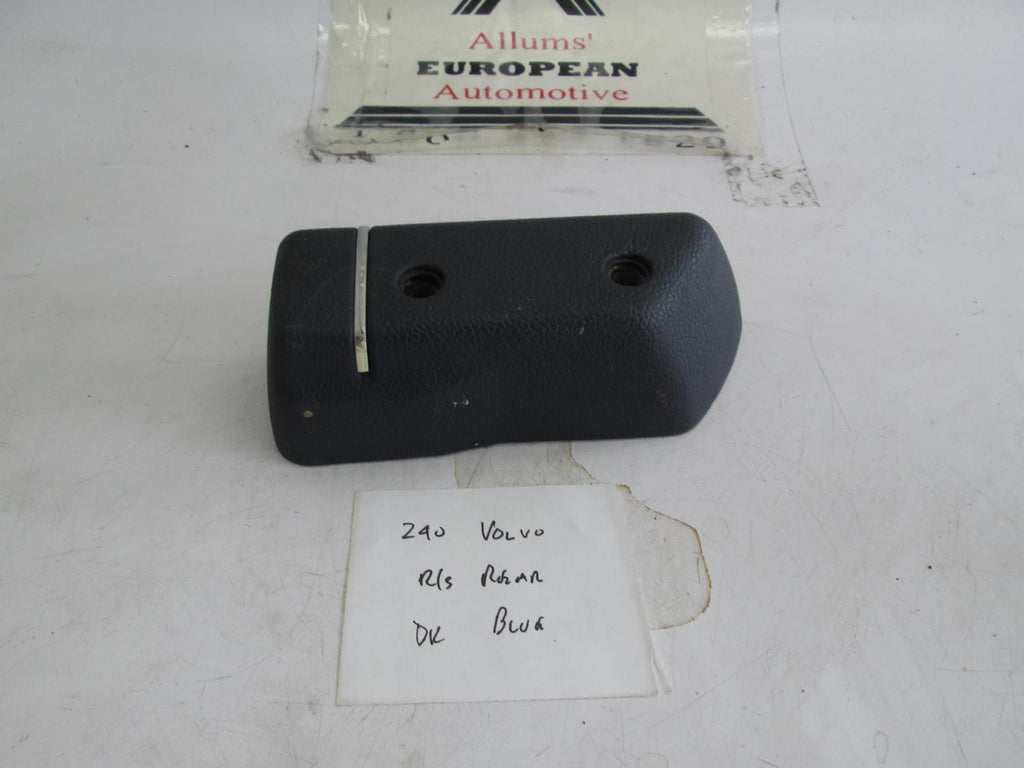 Allums'
EUROPEAN
Automotive
240 VOLVO
R/S REAR
DK BLUE